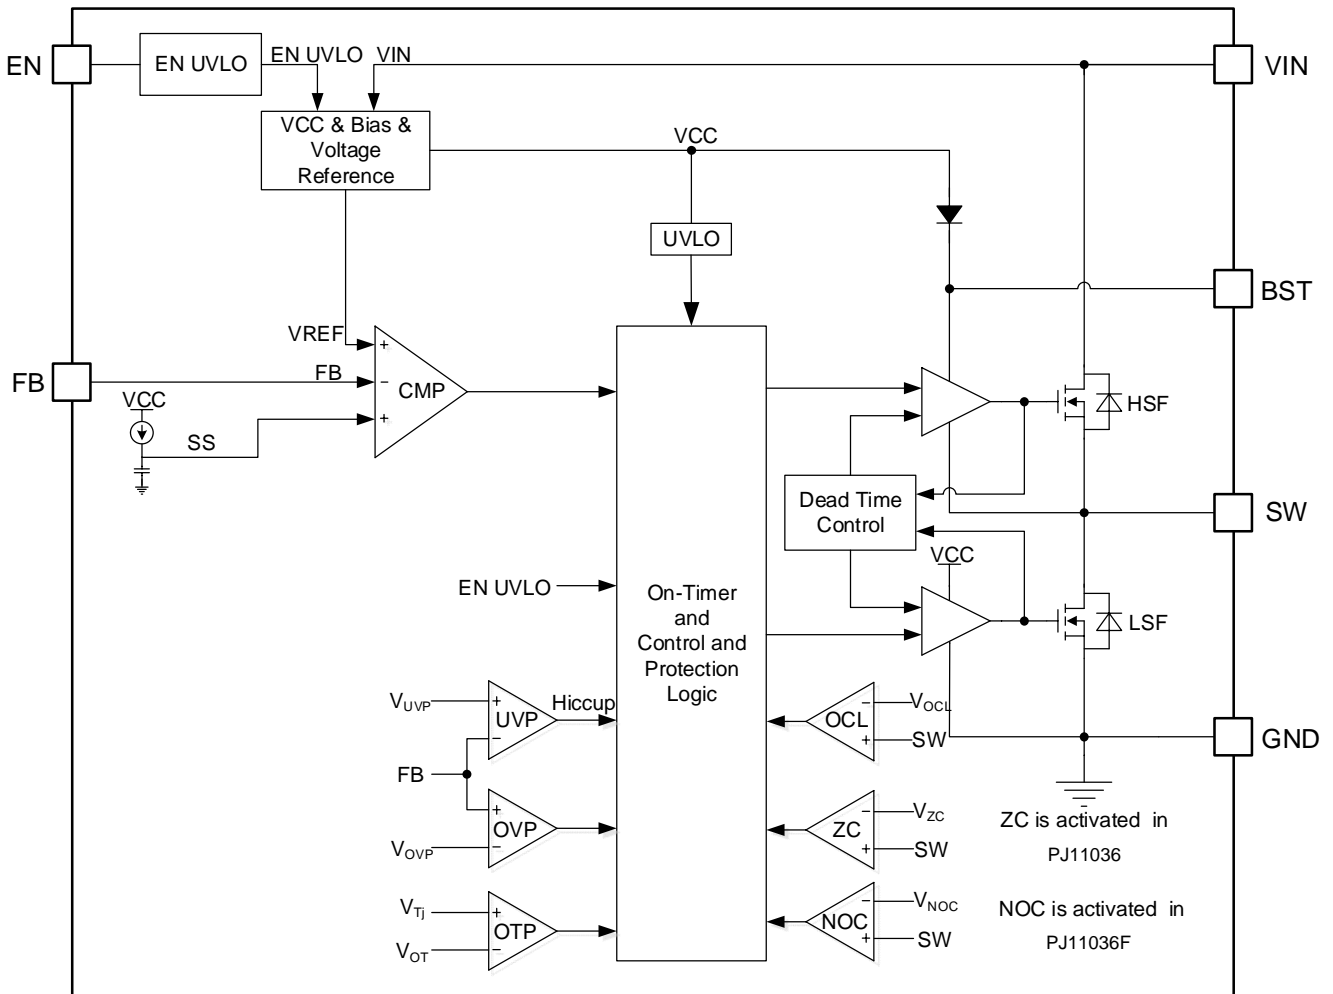 EN
EN UVLO
EN UVLO
VIN
VIN
VCC & Bias &
Voltage
Reference
VCC
UVLO
BST
VREF
+
FB
FB
−
CMP
VCC
+
SS
HSF
Dead Time
Control
SW
VCC
EN UVLO
On-Timer
and
Control and
Protection
Logic
LSF
VUVP
+
UVP
−
Hiccup
OCL
−
VOCL
+
SW
GND
FB
+
OVP
−
VOVP
ZC
−
VZC
+
SW
ZC is activated in
PJ11036
VTj
+
OTP
−
VOT
NOC
−
VNOC
+
SW
NOC is activated in
PJ11036F